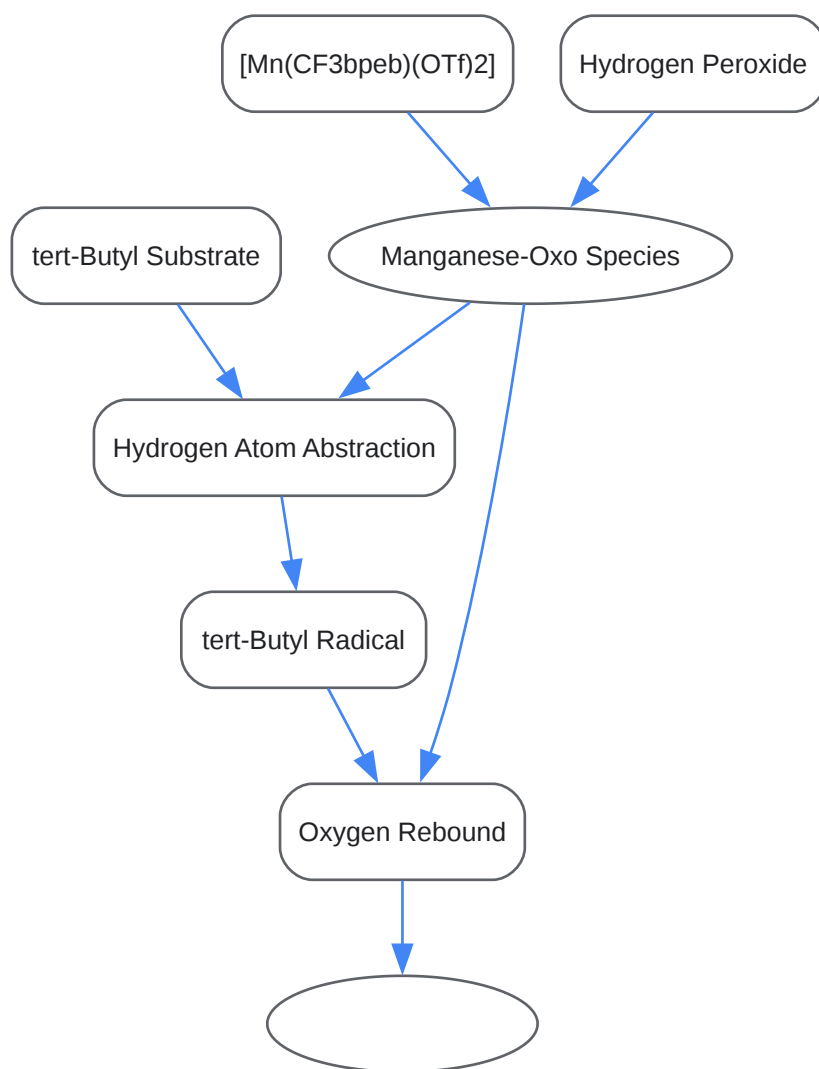 [Mn(CF3bpeb)(OTf)2]
Hydrogen Peroxide
tert-Butyl Substrate
Manganese-Oxo Species
Hydrogen Atom Abstraction
tert-Butyl Radical
Oxygen Rebound